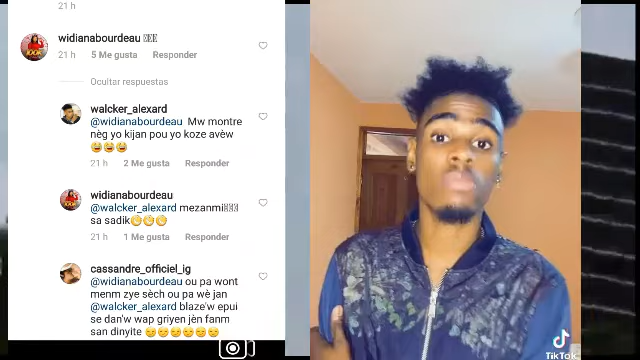 21 h
widianabourdeau
21 h 5 Me gusta Responder
Ocultar respuestas
walcker_alexard
@widianabourdeau Mw montre
nèg yo kijan pou yo koze avèw
😂😂😂
21 h 2 Me gusta Responder
widianabourdeau
@walcker_alexard mezanmi
sa sadik😳😳😳
21 h 1 Me gusta Responder
cassandre_officiel_ig
@widianabourdeau ou pa wont
menm zye sèch ou pa wè jan
@walcker_alexard blaze'w epui
se dan'w wap griyen jèn fanm
san dinyite 😏😏😏😏😏😏
TikTok